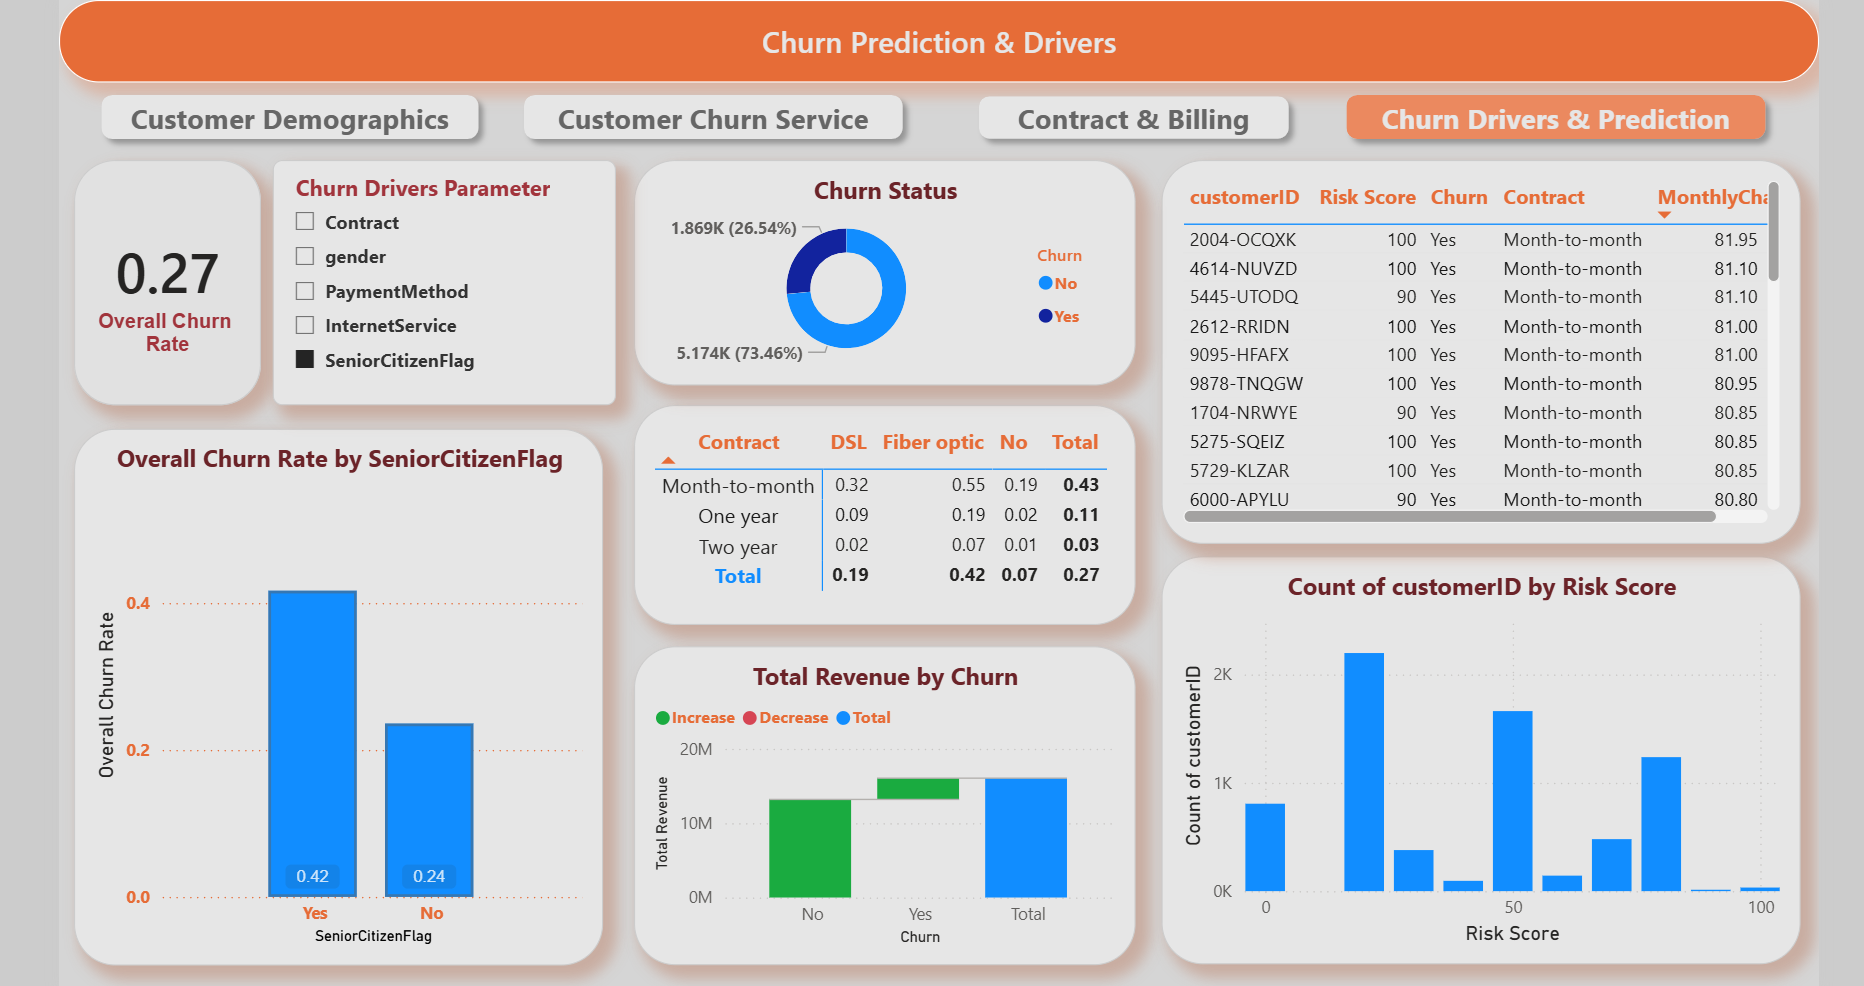 Churn Prediction & Drivers
Customer Demographics
Customer Churn Service
Contract & Billing
Churn Drivers & Prediction
0.27
Overall Churn
Rate
Churn Drivers Parameter
Contract
gender
PaymentMethod
InternetService
SeniorCitizenFlag
Churn Status
1.869K (26.54%)
5.174K (73.46%)
Churn
No
Yes
customerID Risk Score Churn Contract MonthlyCha
2004-OCQXK 100 Yes Month-to-month 81.95
4614-NUVZD 100 Yes Month-to-month 81.10
5445-UTODQ 90 Yes Month-to-month 81.10
2612-RRIDN 100 Yes Month-to-month 81.00
9095-HFAFX 100 Yes Month-to-month 81.00
9878-TNQGW 100 Yes Month-to-month 80.95
1704-NRWYE 90 Yes Month-to-month 80.85
5275-SQEIZ 100 Yes Month-to-month 80.85
5729-KLZAR 100 Yes Month-to-month 80.85
6000-APYLU 90 Yes Month-to-month 80.80
Overall Churn Rate by SeniorCitizenFlag
Overall Churn Rate
0.4
0.2
0.0
0.42
0.24
Yes
No
SeniorCitizenFlag
Contract DSL Fiber optic No Total
Month-to-month 0.32 0.55 0.19 0.43
One year 0.09 0.19 0.02 0.11
Two year 0.02 0.07 0.01 0.03
Total 0.19 0.42 0.07 0.27
Total Revenue by Churn
Increase Decrease Total
Total Revenue
20M
10M
0M
No Yes Total
Churn
Count of customerID by Risk Score
Count of customerID
2K
1K
0K
0 50 100
Risk Score